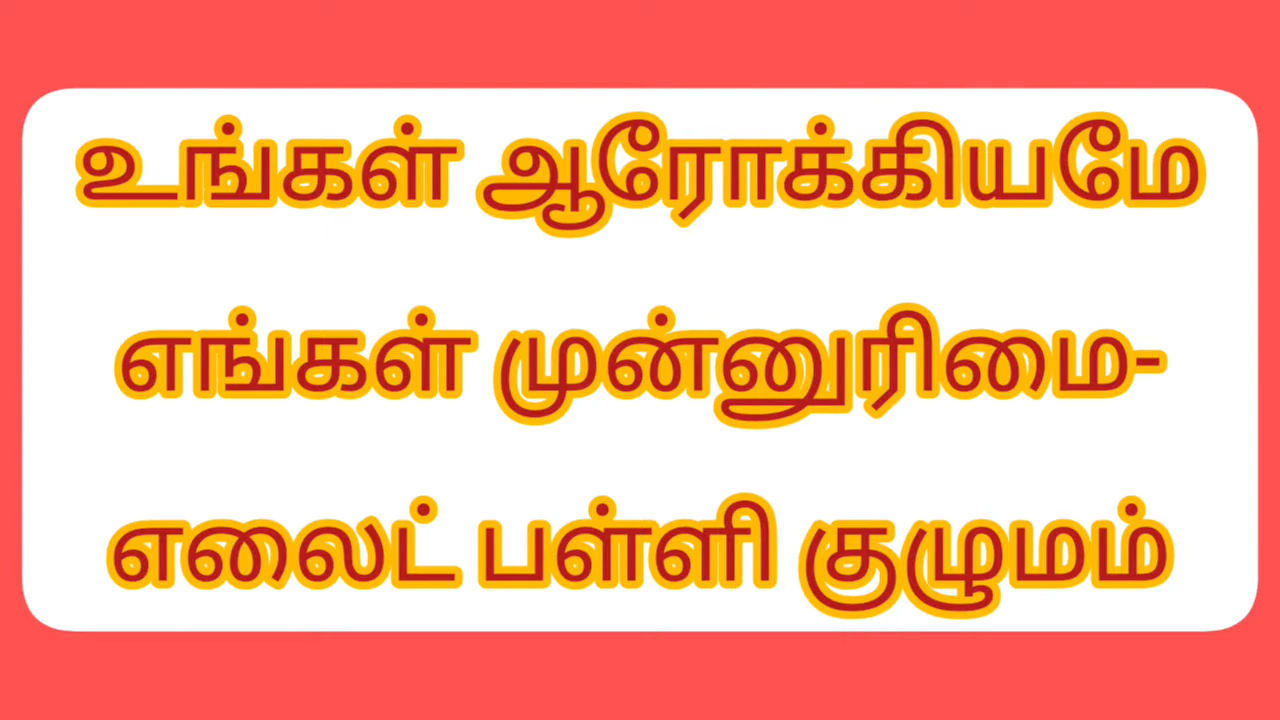 உங்கள் ஆரோக்கியமே
எங்கள் முன்னுரிமை-
எலைட் பள்ளி குழுமம்